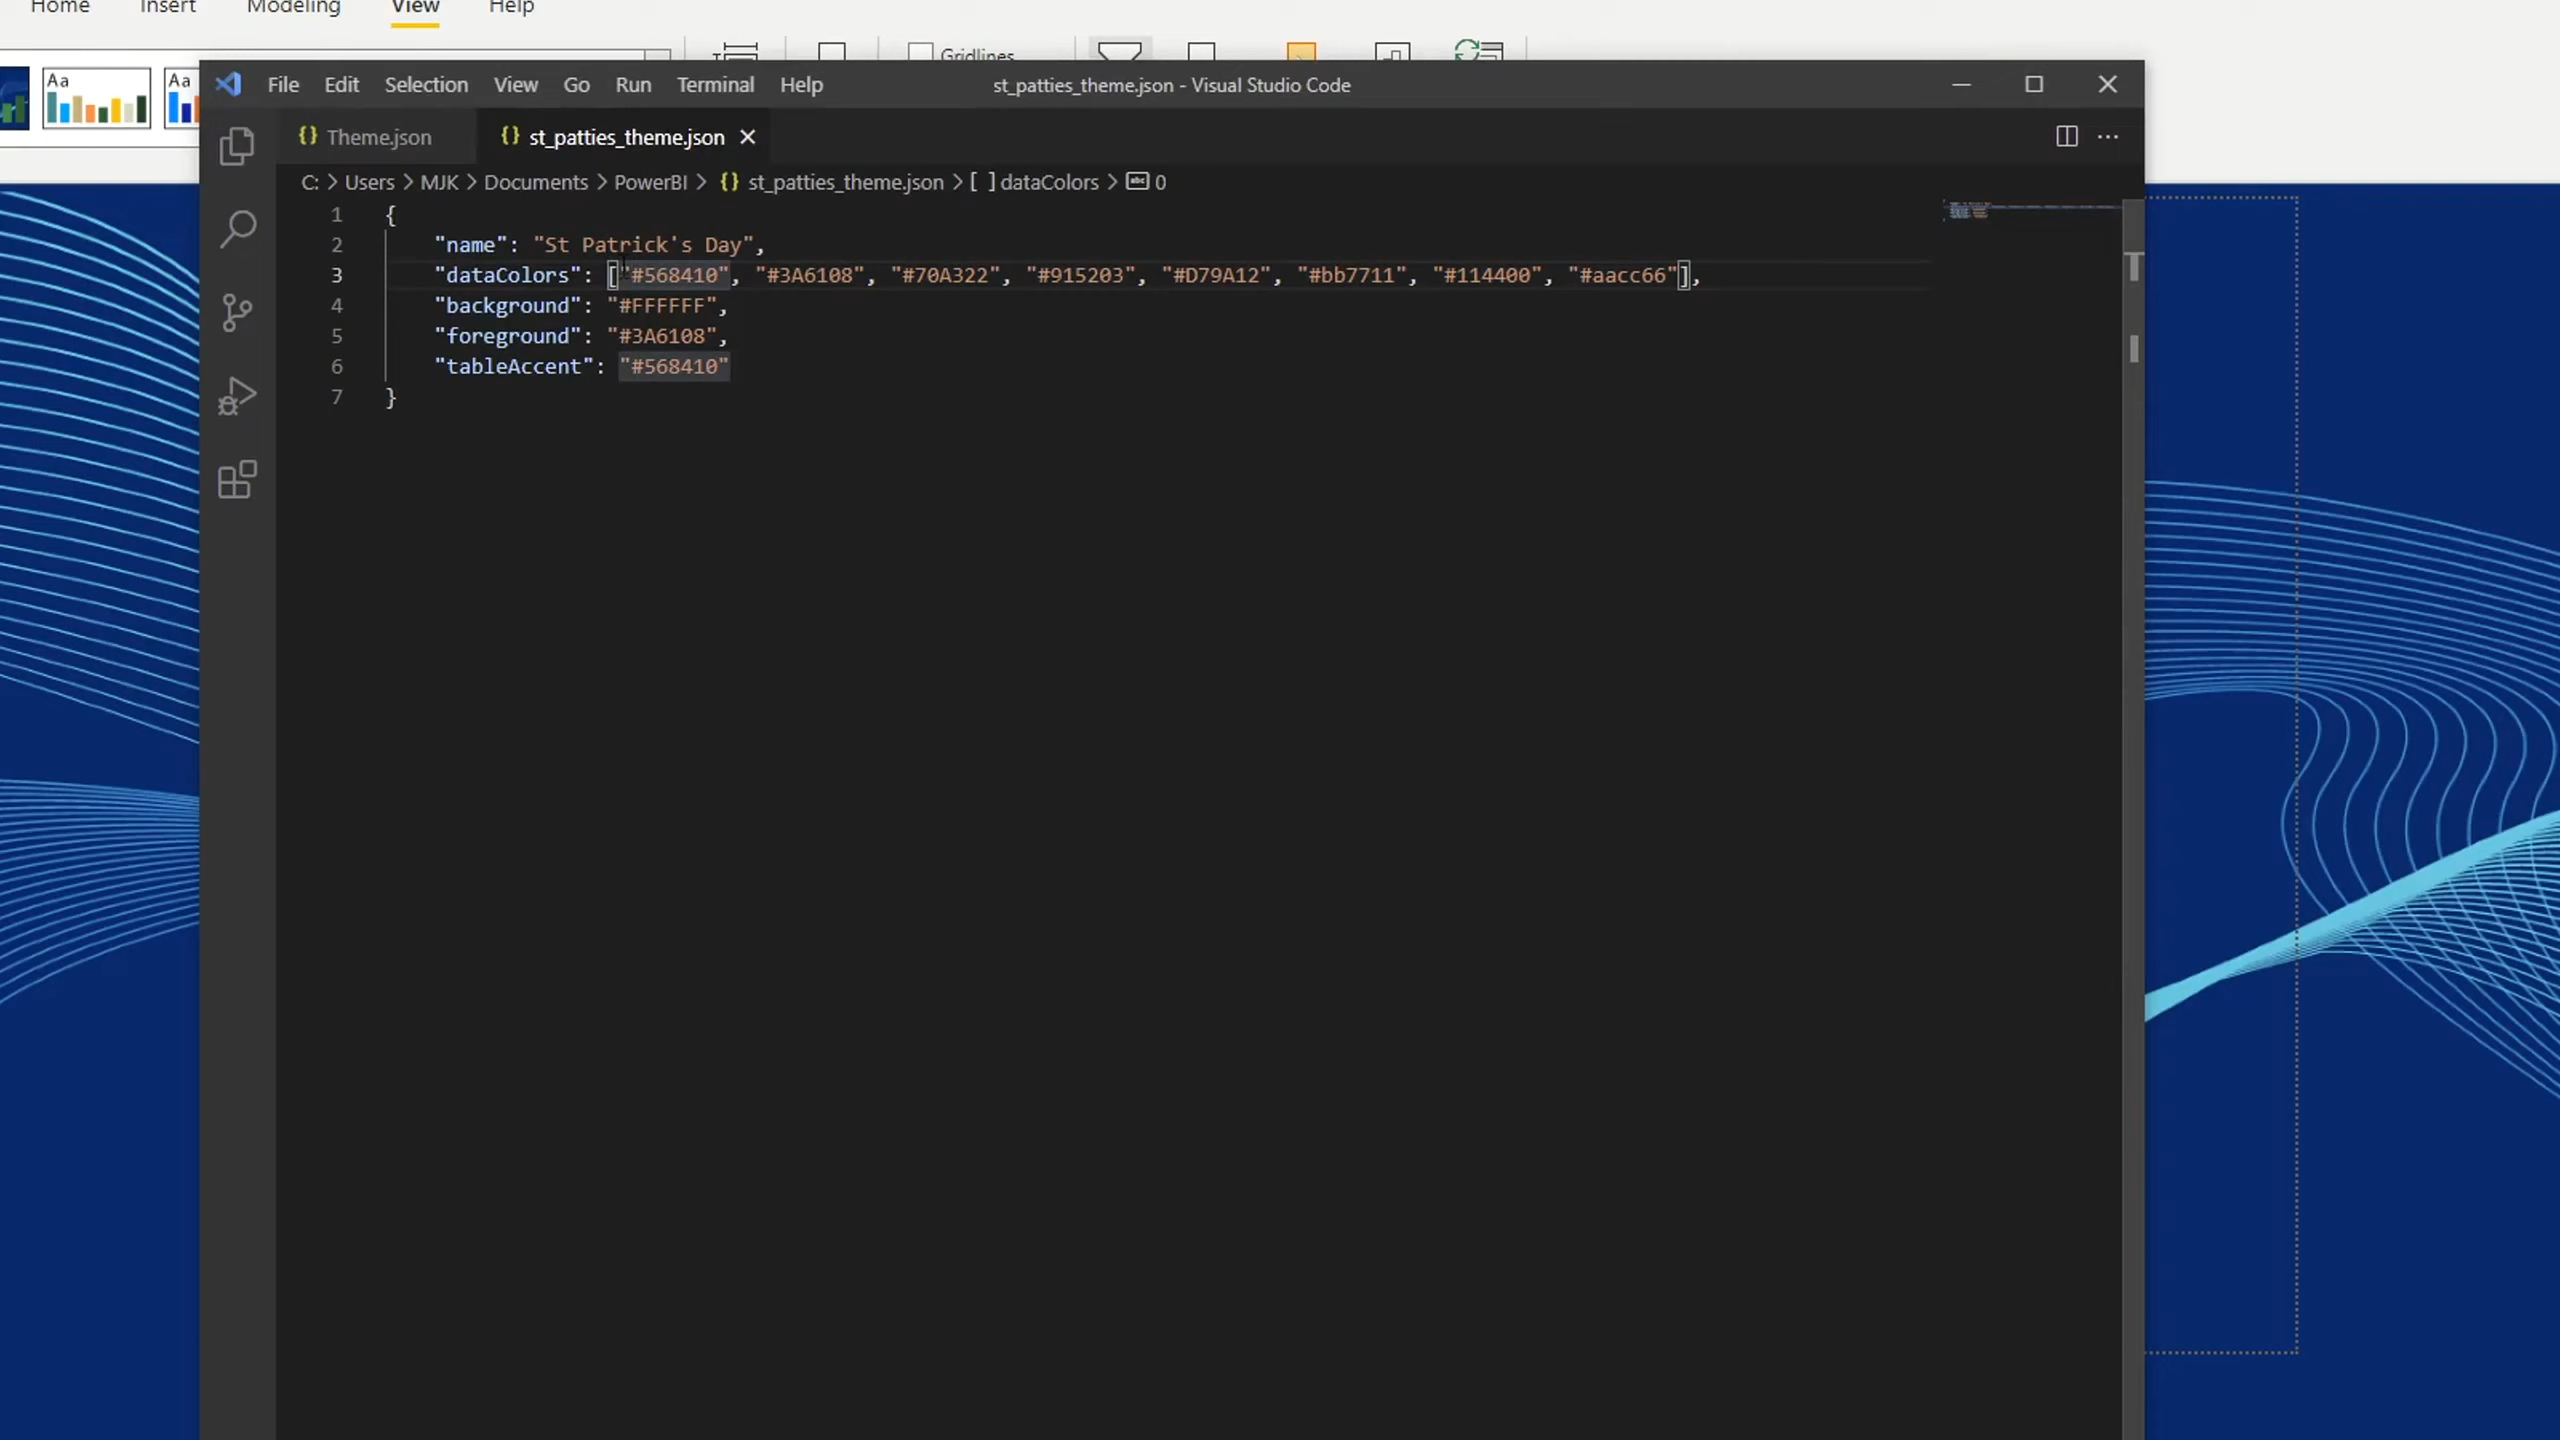 Home Insert Modeling View Help
Gridlines
Aa Aa
File Edit Selection View Go Run Terminal Help st_patties_theme.json - Visual Studio Code
{} Theme.json {} st_patties_theme.json
C: > Users > MJK > Documents > PowerBI > {} st_patties_theme.json > [ ] dataColors > abc 0
1 {
2 "name": "St Patrick's Day",
3 "dataColors": ["#568410", "#3A6108", "#70A322", "#915203", "#D79A12", "#bb7711", "#114400", "#aacc66"],
4 "background": "#FFFFFF",
5 "foreground": "#3A6108",
6 "tableAccent": "#568410"
7 }